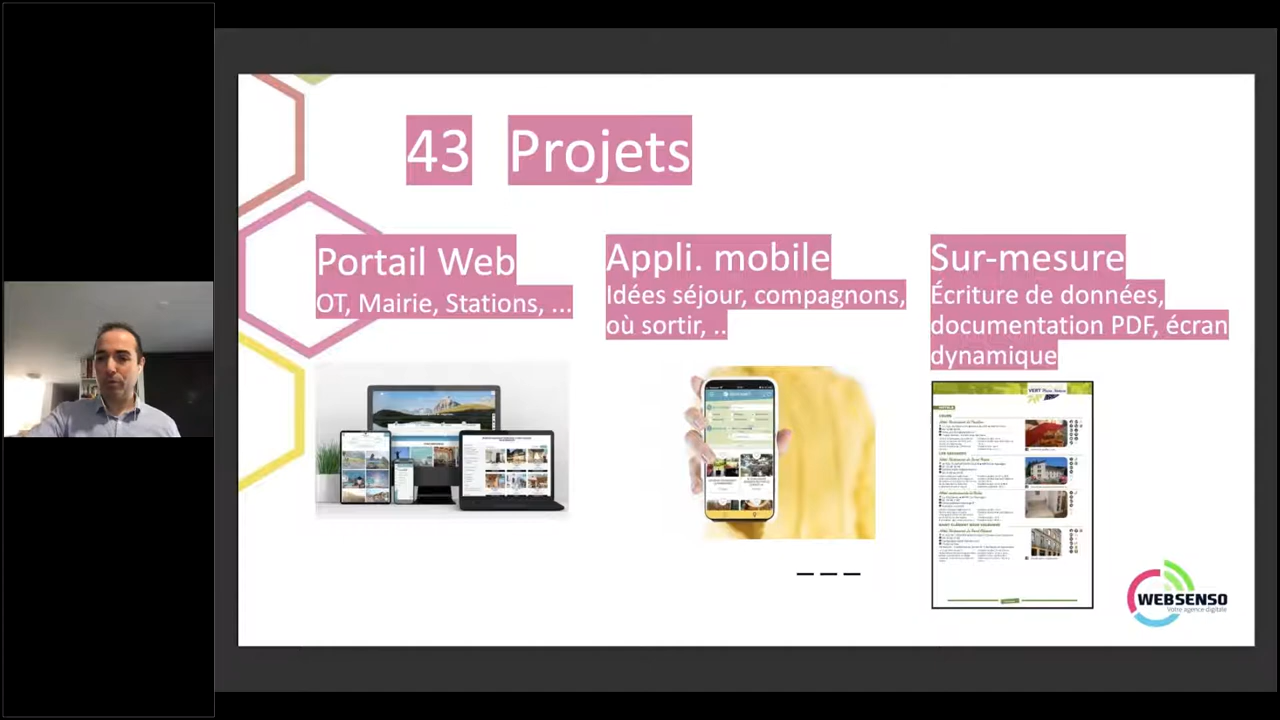 43 Projets
Portail Web
OT, Mairie, Stations, ...
Appli. mobile
Idées séjour, compagnons,
où sortir, ..
Sur-mesure
Écriture de données,
documentation PDF, écran
dynamique
WEBSENSO
Votre agence digitale